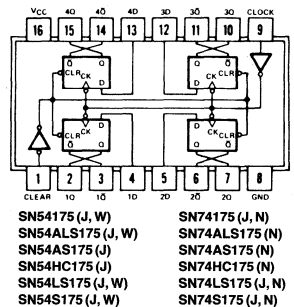 VCC 4Q 4Q̄ 4D 3D 3Q̄ 3Q CLOCK
16 15 14 13 12 11 10 9
Q̄ Q Q Q̄
CLR CK D D CK CLR
CLR CK D D CK CLR
Q̄ Q Q Q̄
1 2 3 4 5 6 7 8
CLEAR 1Q 1Q̄ 1D 2D 2Q̄ 2Q GND
SN54175 (J, W) SN74175 (J, N)
SN54ALS175 (J, W) SN74ALS175 (N)
SN54AS175 (J) SN74AS175 (N)
SN54HC175 (J) SN74HC175 (N)
SN54LS175 (J, W) SN74LS175 (J, N)
SN54S175 (J, W) SN74S175 (J, N)